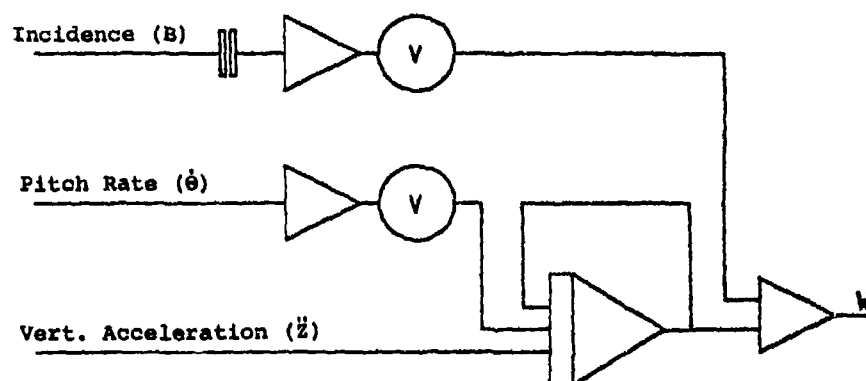 Incidence (B)
V
Pitch Rate (θ̇)
V
Vert. Acceleration (Z̈)